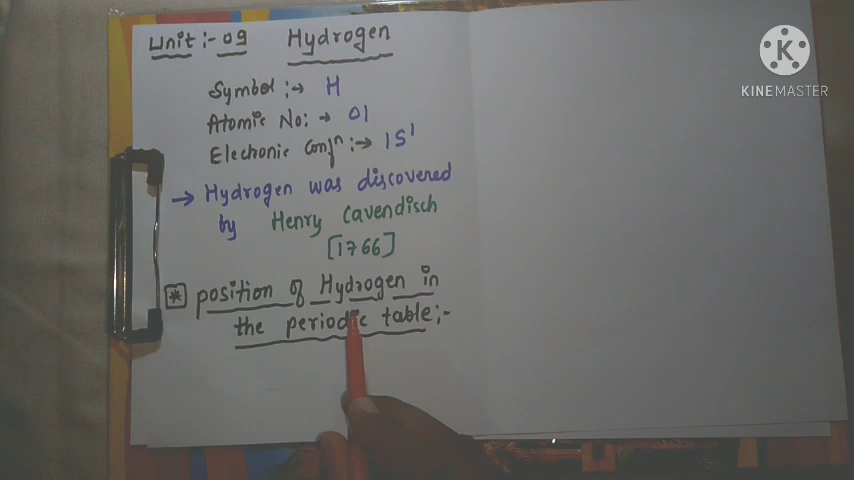 Unit :- 09 Hydrogen
Symbol :→ H
Atomic No: → 01
Electronic Confⁿ :→ 1S¹
→ Hydrogen was discovered
by Henry Cavendisch
[1766]
* position of Hydrogen in
the periodic table :-
K
KINEMASTER